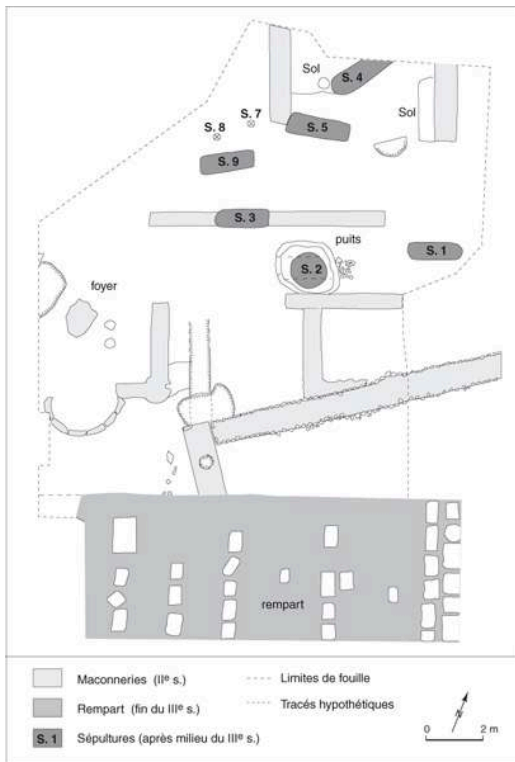 Sol
S. 4
Sol
S. 7
S. 8
S. 5
S. 9
S. 3
puits
S. 1
S. 2
foyer
rempart
Maconneries (IIe s.)
Limites de fouille
Rempart (fin du IIIe s.)
Tracés hypothétiques
S. 1
Sépultures (après milieu du IIIe s.)
N
0 2 m